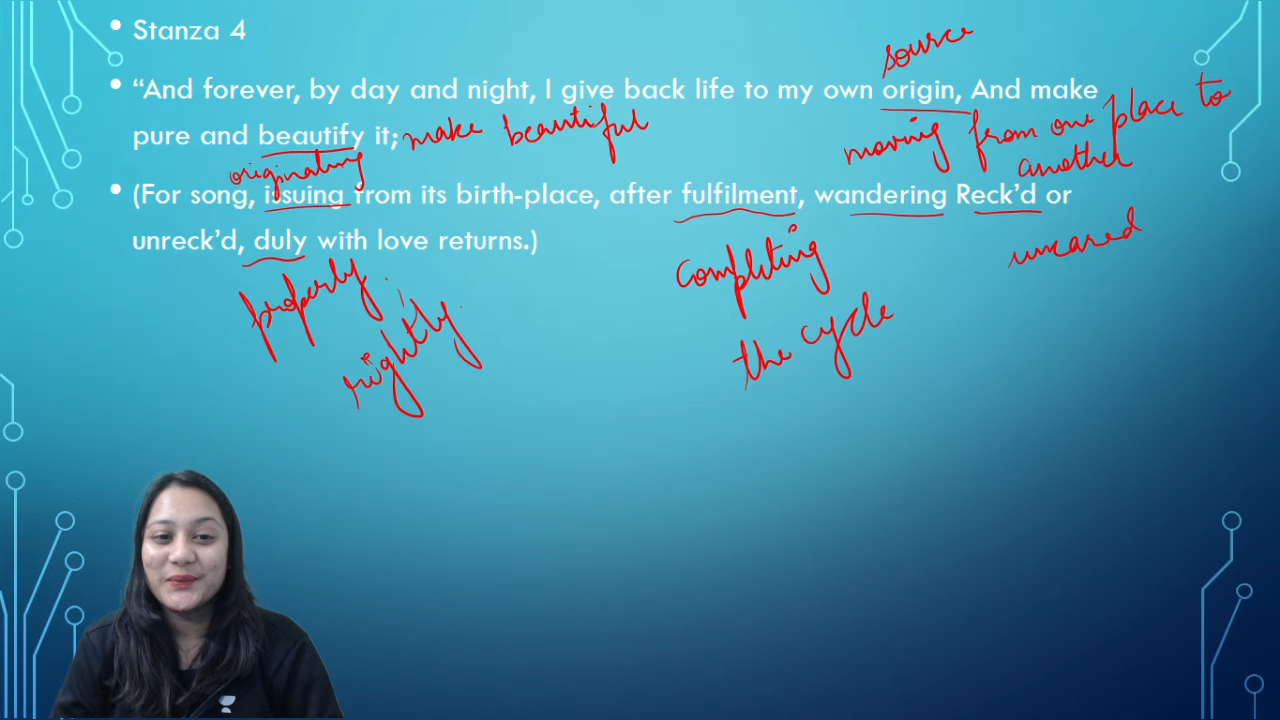 • Stanza 4
source
• “And forever, by day and night, I give back life to my own origin, And make
pure and beautify it;
make beautiful
moving from one place to
another
originating
• (For song, issuing from its birth-place, after fulfilment, wandering Reck’d or
unreck’d, duly with love returns.)
uncared
properly
rightly
completing
the cycle